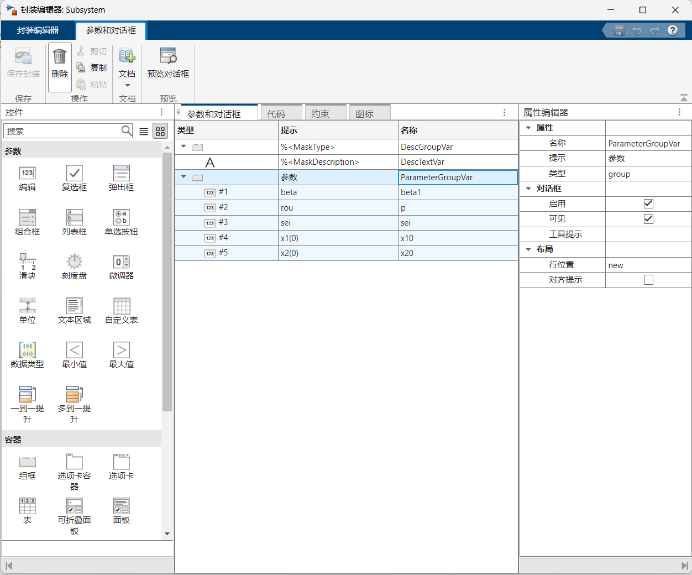 封装编辑器: Subsystem
封装编辑器
参数和对话框
保存封装
删除
剪切
复制
粘贴
文档
预览对话框
保存
操作
文档
预览
控件
搜索
参数
编辑
复选框
弹出框
组合框
列表框
单选按钮
滑块
刻度盘
微调器
单位
文本区域
自定义表
数据类型
最小值
最大值
一到一提升
多到一提升
容器
组框
选项卡容器
选项卡
表
可折叠面板
面板
参数和对话框
代码
约束
图标
类型 提示 名称
%<MaskType> DescGroupVar
A %<MaskDescription> DescTextVar
参数 ParameterGroupVar
#1 beta beta1
#2 rou p
#3 sei sei
#4 x1(0) x10
#5 x2(0) x20
属性编辑器
属性
名称 ParameterGroupVar
提示 参数
类型 group
对话框
启用
可见
工具提示
布局
行位置 new
对齐提示